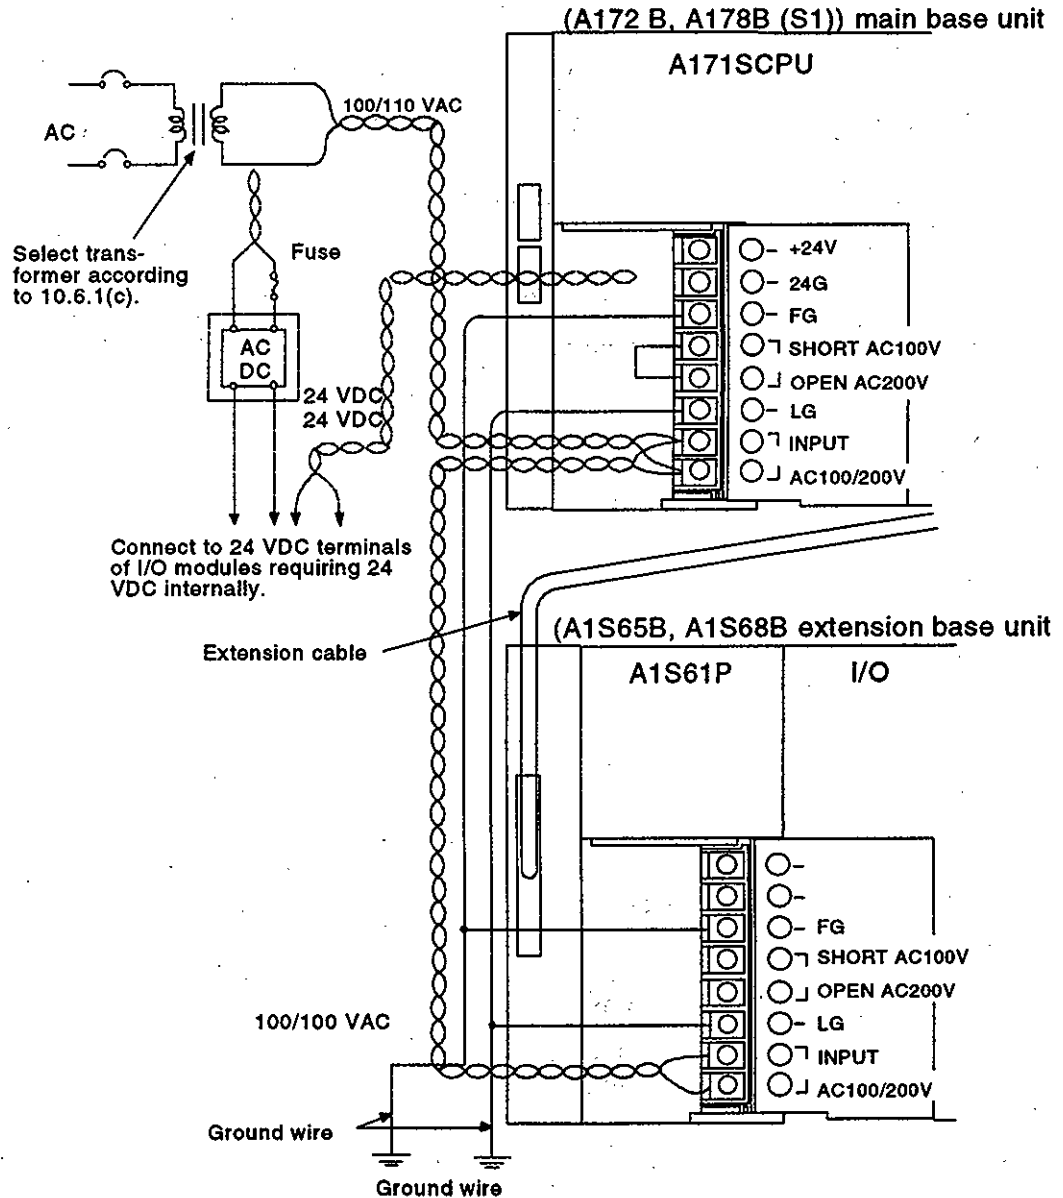 (A172 B, A178B (S1)) main base unit
A171SCPU
100/110 VAC
AC
Select trans-
former according
to 10.6.1(c).
Fuse
AC
DC
24 VDC
24 VDC
+24V
24G
FG
SHORT AC100V
OPEN AC200V
LG
INPUT
AC100/200V
Connect to 24 VDC terminals
of I/O modules requiring 24
VDC internally.
Extension cable
(A1S65B, A1S68B extension base unit
A1S61P
I/O
FG
SHORT AC100V
OPEN AC200V
LG
INPUT
AC100/200V
100/100 VAC
Ground wire
Ground wire